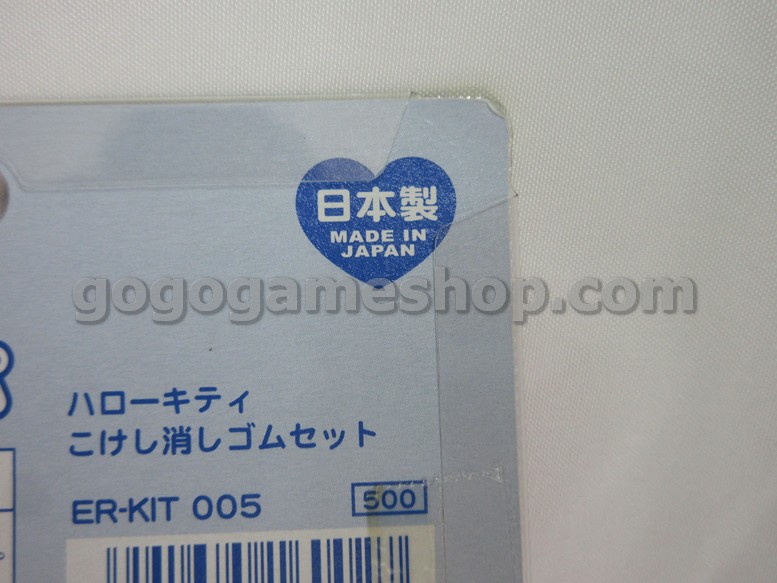 日本製
MADE IN
JAPAN
gogogameshop.com
ハローキティ
こけし消しゴムセット
ER-KIT 005
500